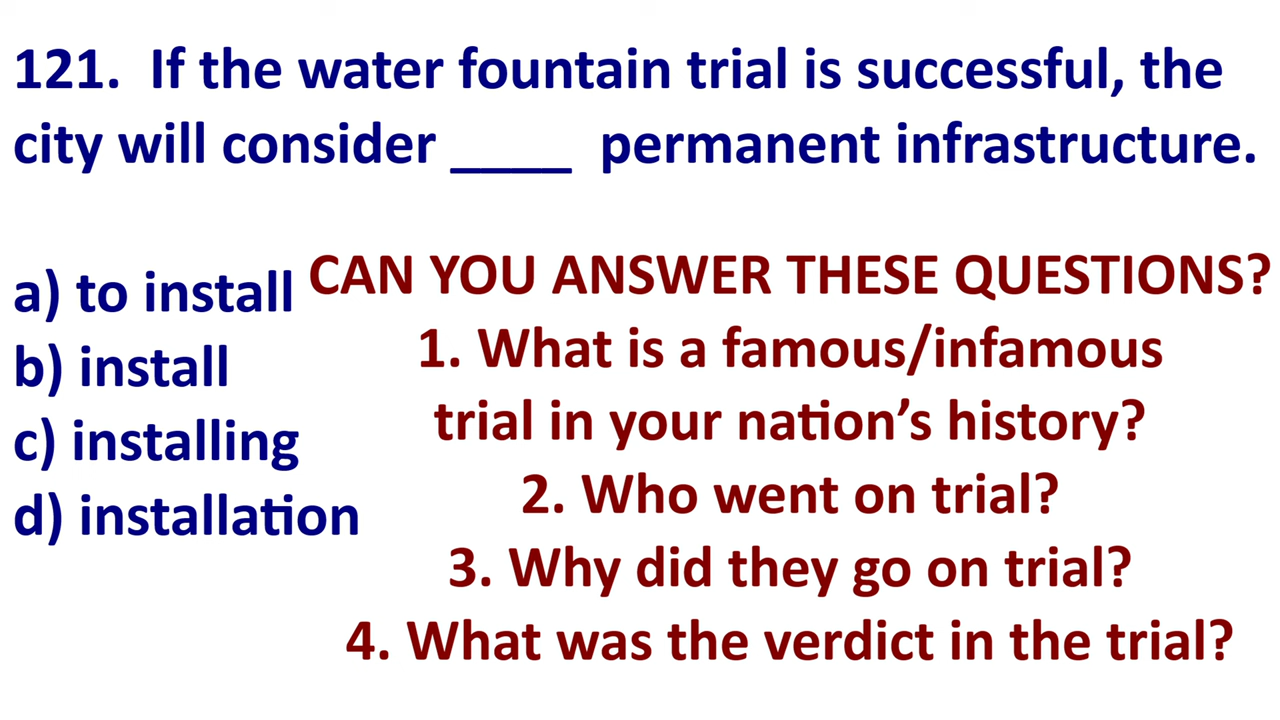 121.  If the water fountain trial is successful, the
city will consider ____  permanent infrastructure.
a) to install
b) install
c) installing
d) installation
CAN YOU ANSWER THESE QUESTIONS?
1. What is a famous/infamous
trial in your nation’s history?
2. Who went on trial?
3. Why did they go on trial?
4. What was the verdict in the trial?